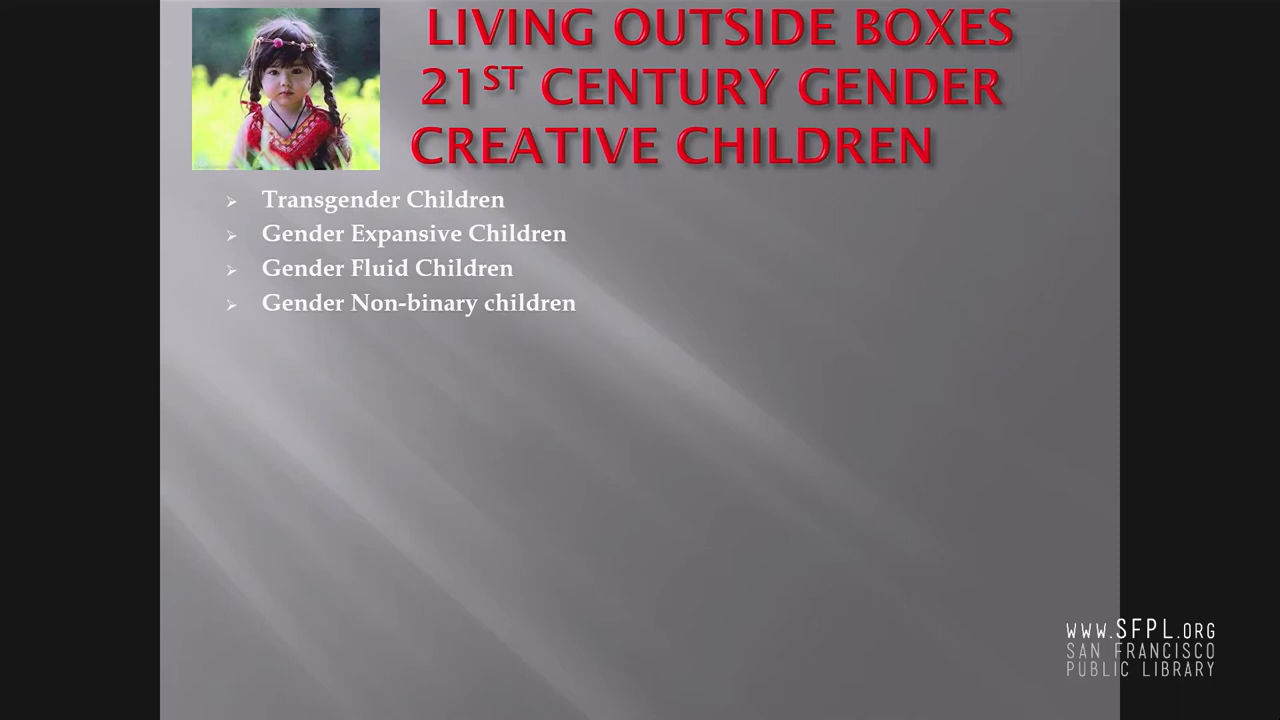 LIVING OUTSIDE BOXES
21ST CENTURY GENDER
CREATIVE CHILDREN
Transgender Children
Gender Expansive Children
Gender Fluid Children
Gender Non-binary children
WWW.SFPL.ORG
SAN FRANCISCO
PUBLIC LIBRARY